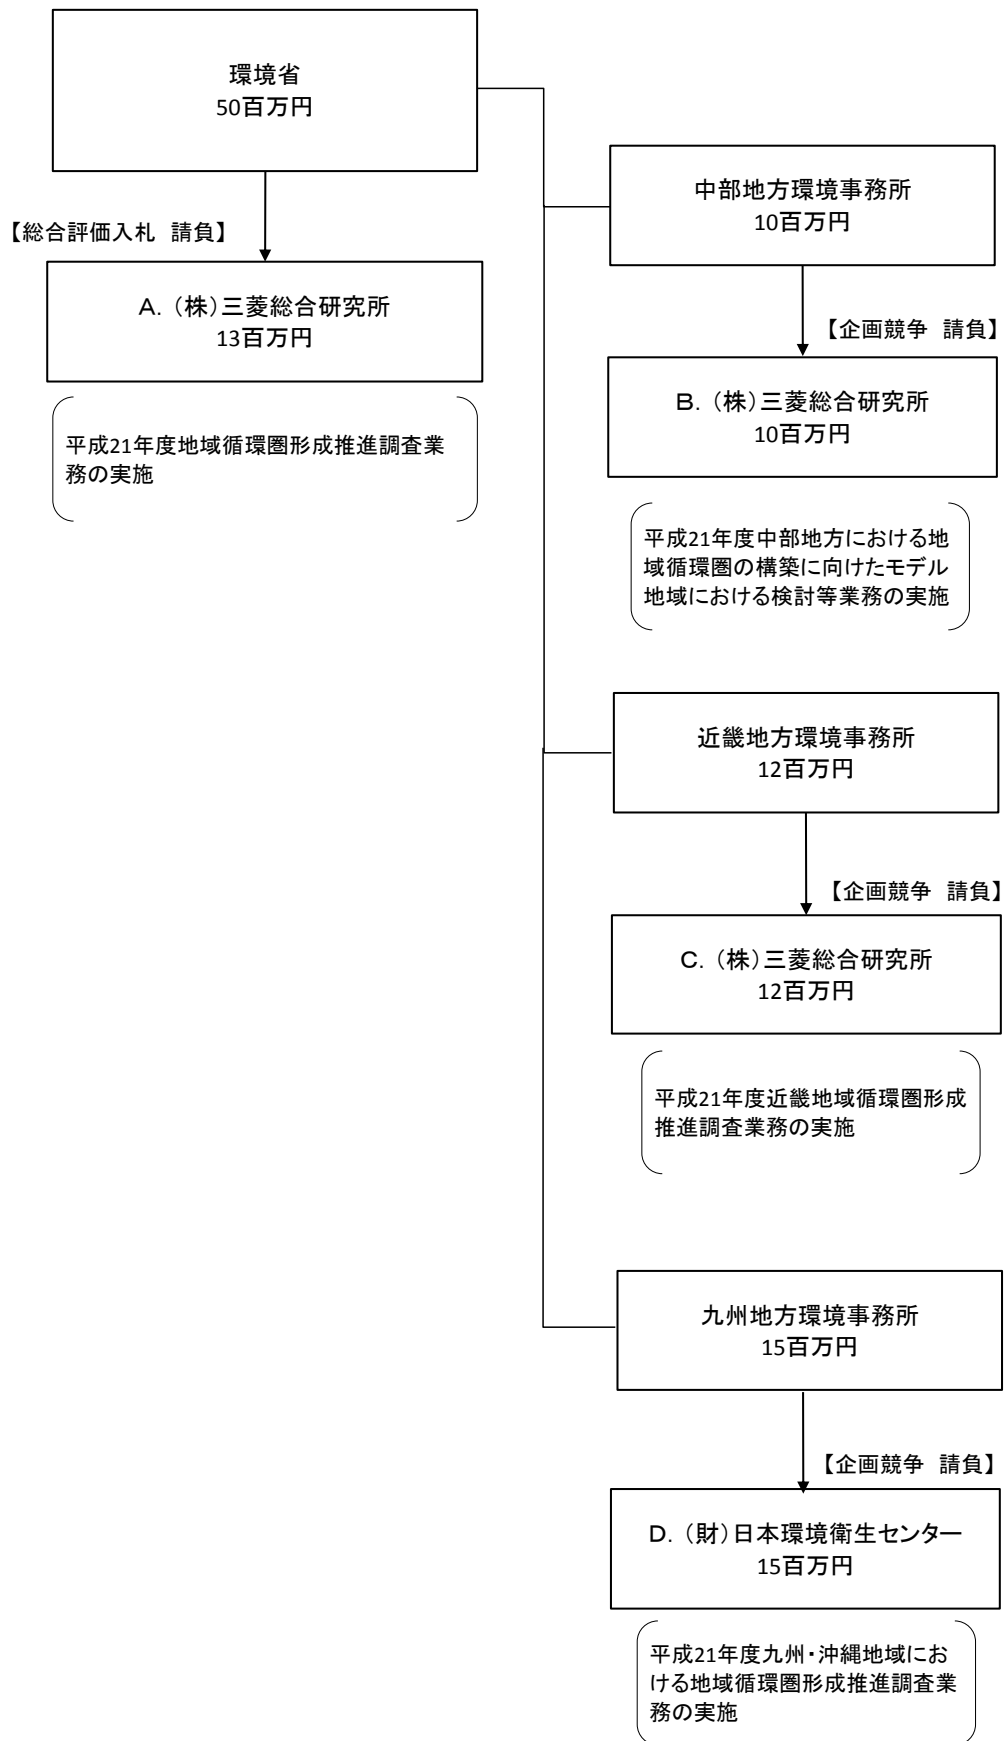 環境省
50百万円
【総合評価入札　請負】
A．（株）三菱総合研究所
13百万円
平成21年度地域循環圏形成推進調査業
務の実施
中部地方環境事務所
10百万円
【企画競争　請負】
B．（株）三菱総合研究所
10百万円
平成21年度中部地方における地
域循環圏の構築に向けたモデル
地域における検討等業務の実施
近畿地方環境事務所
12百万円
【企画競争　請負】
C．（株）三菱総合研究所
12百万円
平成21年度近畿地域循環圏形成
推進調査業務の実施
九州地方環境事務所
15百万円
【企画競争　請負】
D．（財）日本環境衛生センター
15百万円
平成21年度九州・沖縄地域にお
ける地域循環圏形成推進調査業
務の実施